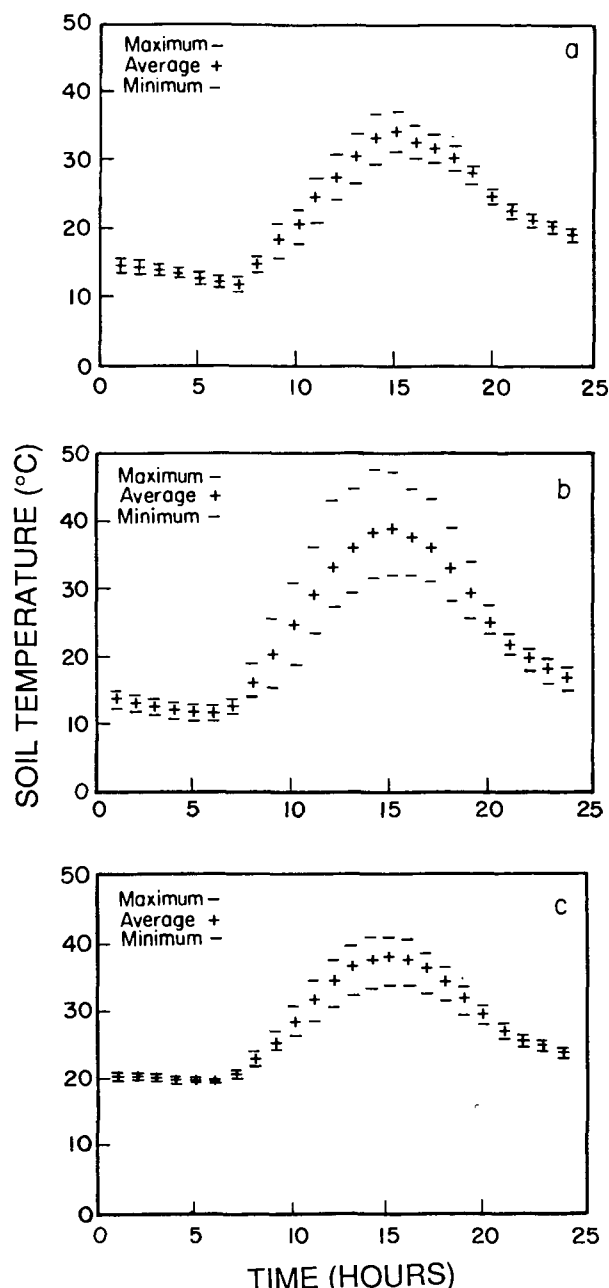 50
40
30
20
10
0
Maximum –
Average +
Minimum –
a
0 5 10 15 20 25
SOIL TEMPERATURE (°C)
50
40
30
20
10
0
Maximum –
Average +
Minimum –
b
0 5 10 15 20 25
50
40
30
20
10
0
Maximum –
Average +
Minimum –
c
0 5 10 15 20 25
TIME (HOURS)